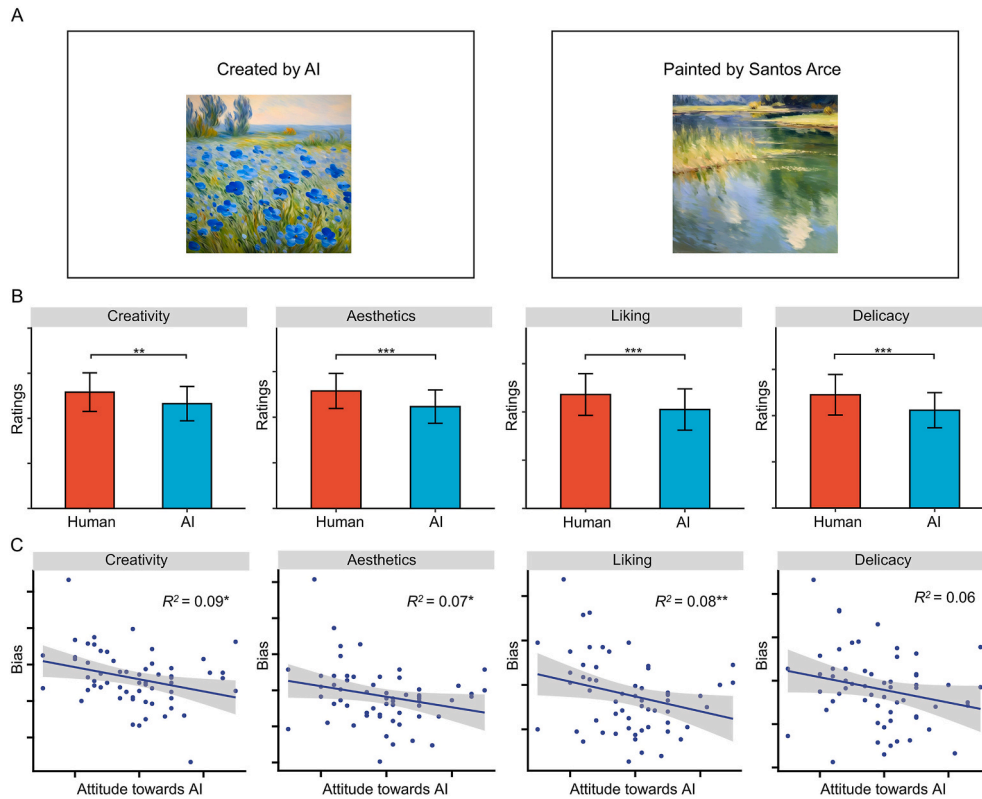 A
Created by AI
Painted by Santos Arce
B
Creativity
Aesthetics
Liking
Delicacy
Ratings
**
Human
AI
Ratings
***
Human
AI
Ratings
***
Human
AI
Ratings
***
Human
AI
C
Creativity
Aesthetics
Liking
Delicacy
Bias
R² = 0.09*
Attitude towards AI
Bias
R² = 0.07*
Attitude towards AI
Bias
R² = 0.08**
Attitude towards AI
Bias
R² = 0.06
Attitude towards AI